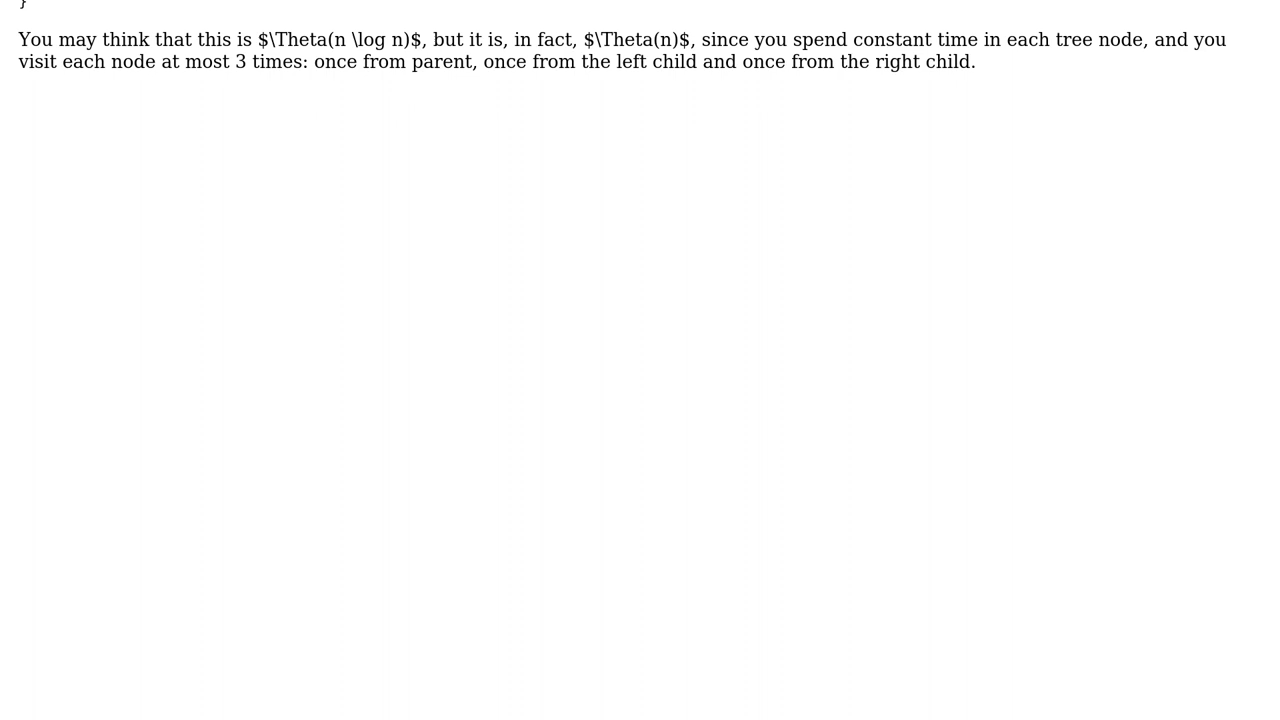 }
You may think that this is $\Theta(n \log n)$, but it is, in fact, $\Theta(n)$, since you spend constant time in each tree node, and you
visit each node at most 3 times: once from parent, once from the left child and once from the right child.